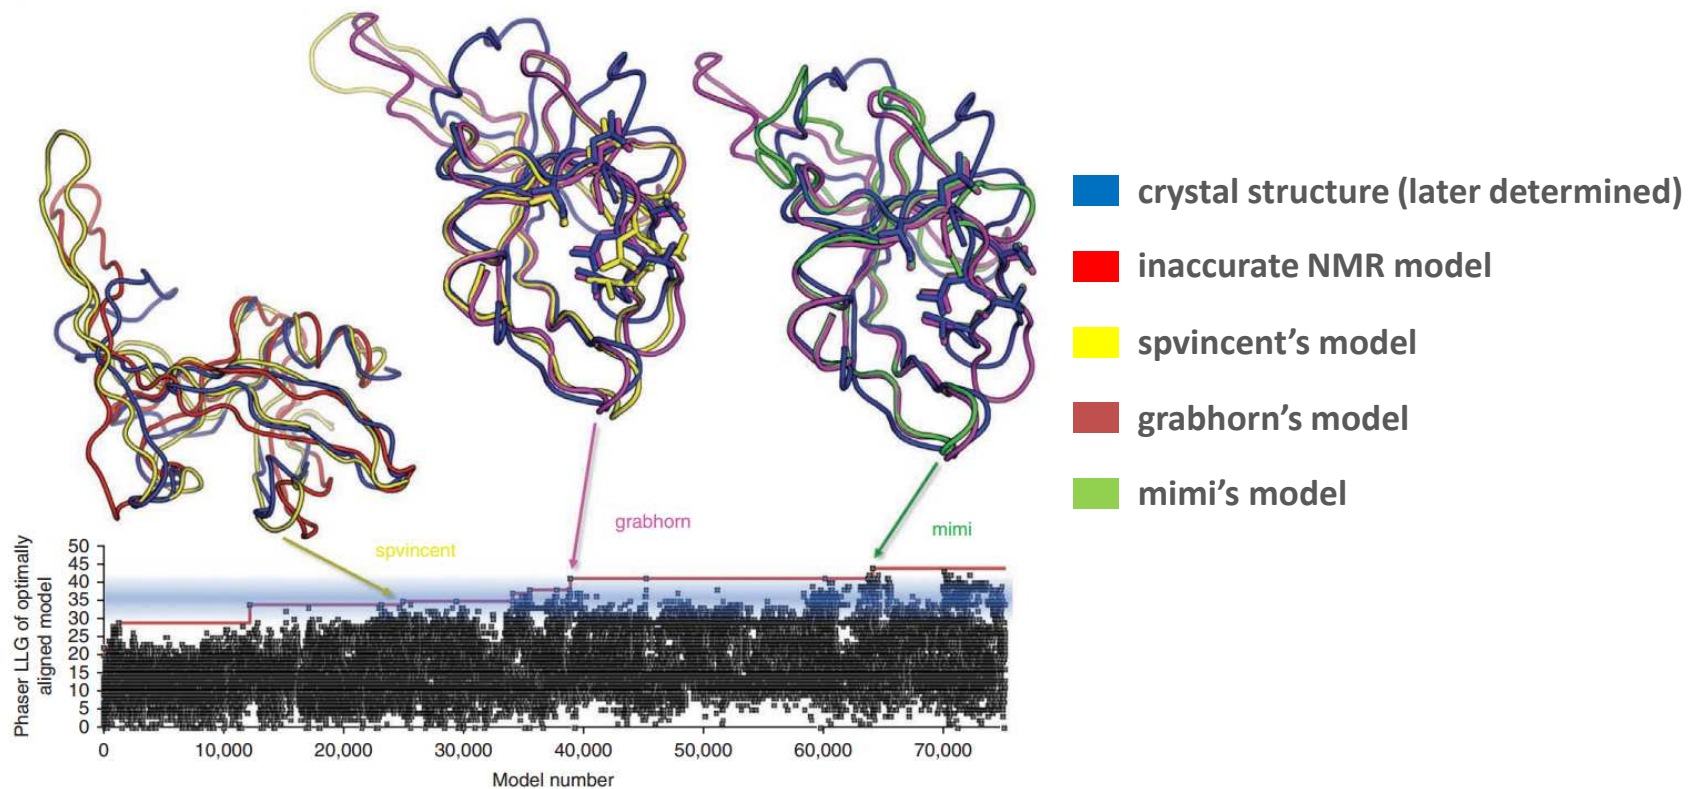 crystal structure (later determined)
inaccurate NMR model
spvincent's model
grabhorn's model
mimi's model
spvincent
grabhorn
mimi
Phaser LLG of optimally
aligned model
50
45
40
35
30
25
20
15
10
5
0
0
10,000
20,000
30,000
40,000
50,000
60,000
70,000
Model number